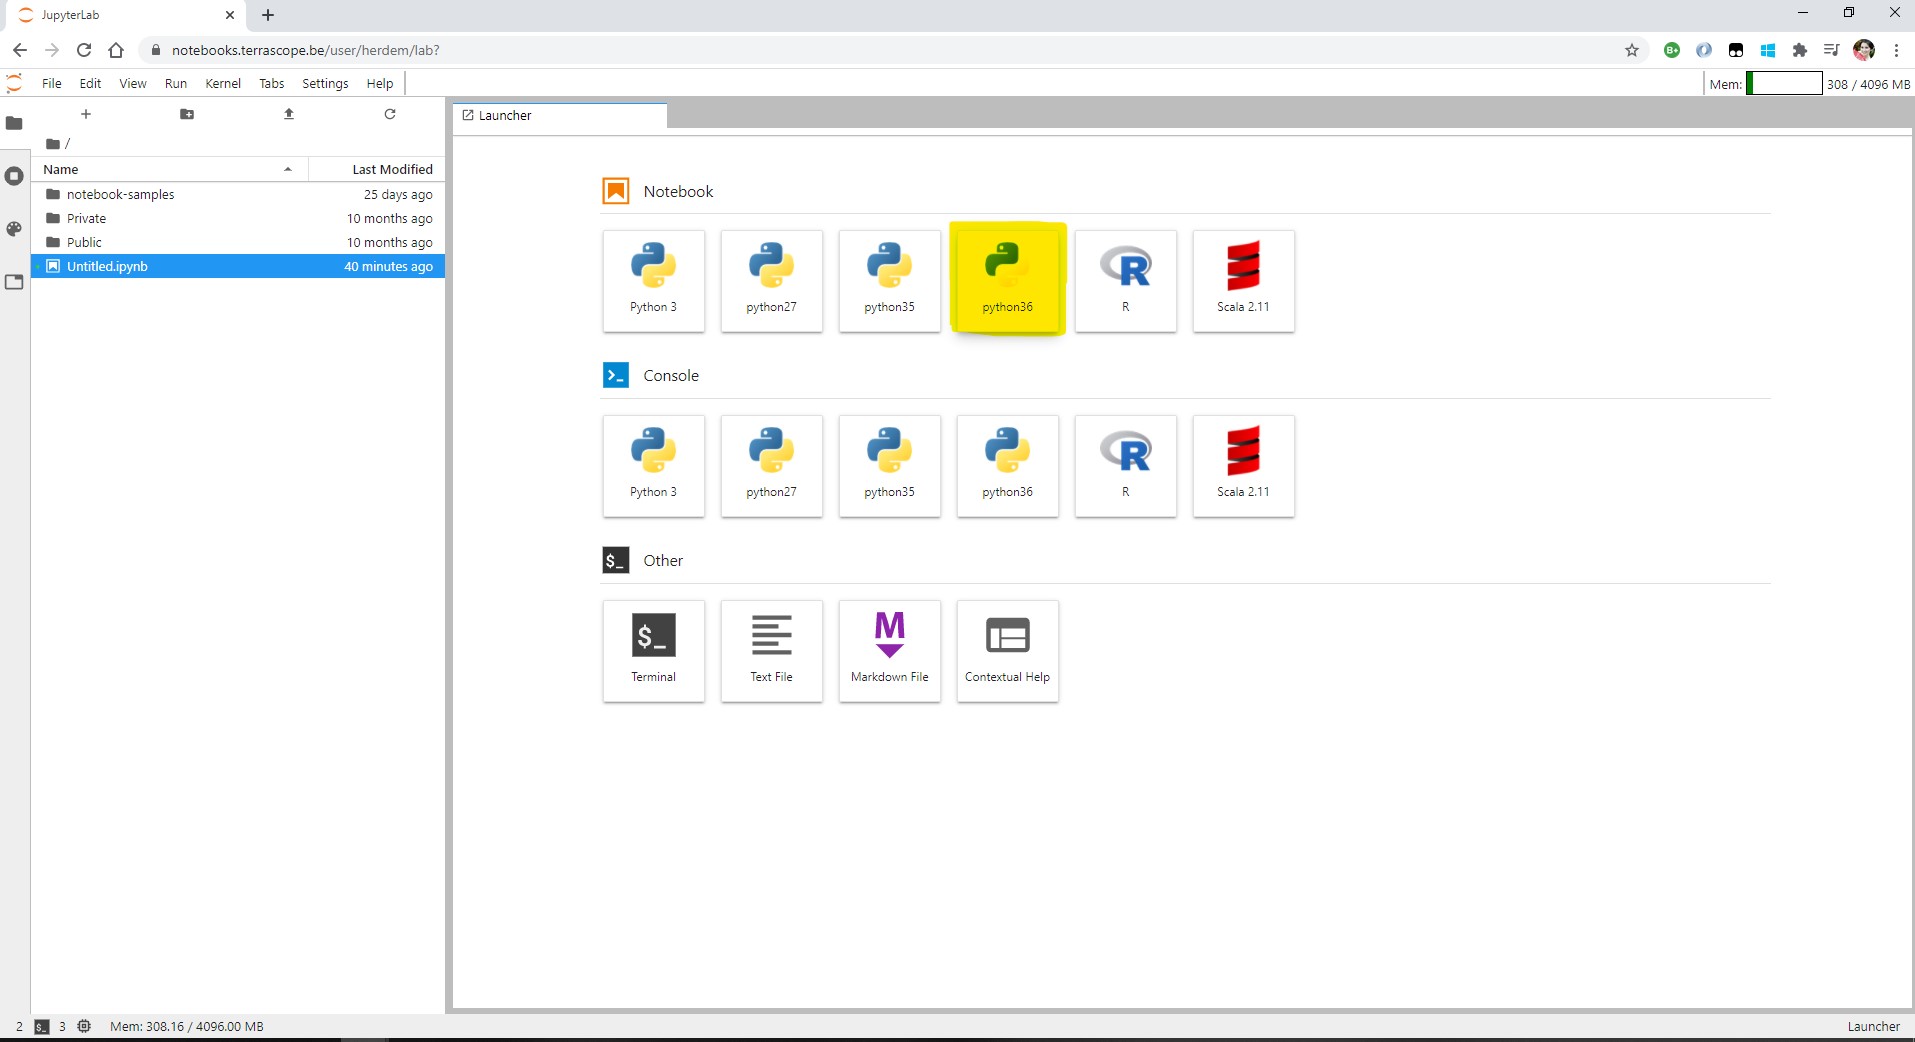 JupyterLab
notebooks.terrascope.be/user/herdem/lab?
File Edit View Run Kernel Tabs Settings Help
Mem: 308 / 4096 MB
Launcher
/
Name Last Modified
notebook-samples 25 days ago
Private 10 months ago
Public 10 months ago
Untitled.ipynb 40 minutes ago
Notebook
Python 3 python27 python35 python36 R Scala 2.11
Console
Python 3 python27 python35 python36 R Scala 2.11
$_ Other
$_ M
Terminal Text File Markdown File Contextual Help
2 $_ 3 Mem: 308.16 / 4096.00 MB Launcher